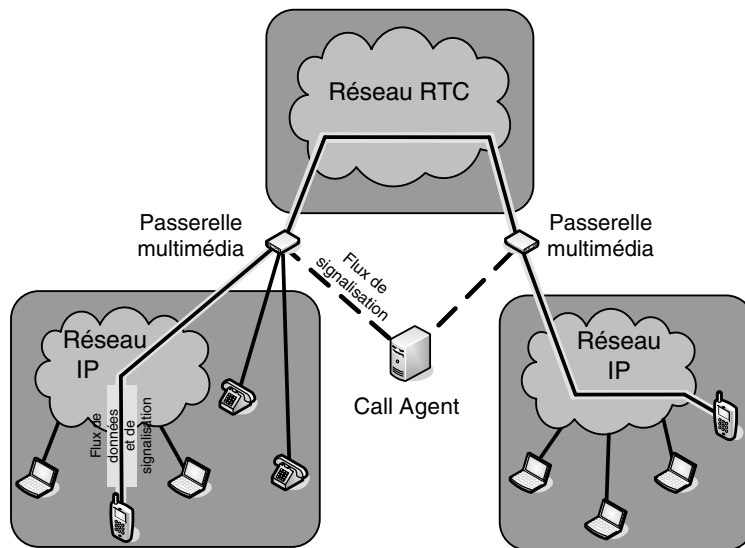 Réseau RTC
Passerelle
multimédia
Passerelle
multimédia
Flux de
signalisation
Réseau
IP
Réseau
IP
Call Agent
Flux de
données
et de
signalisation